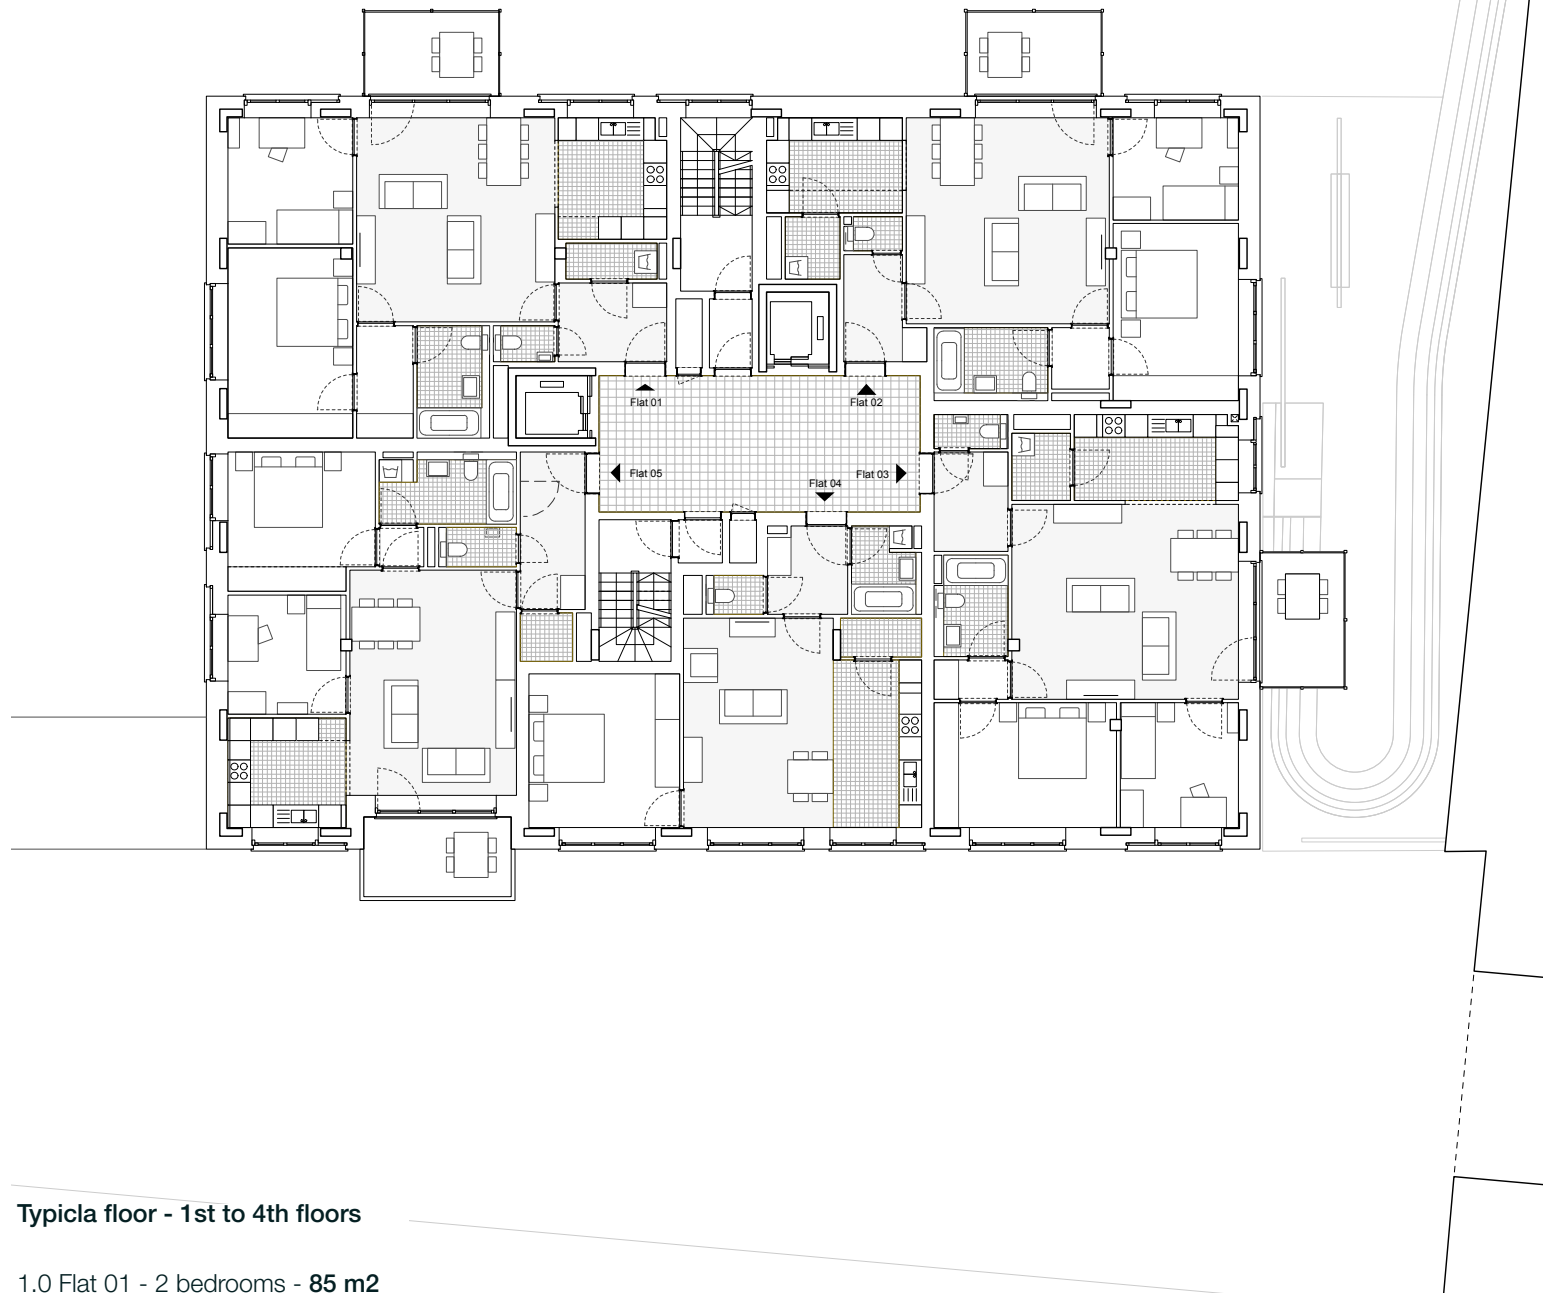 Flat 01
Flat 02
Flat 05
Flat 03
Flat 04
Typicla floor - 1st to 4th floors
1.0 Flat 01 - 2 bedrooms - 85 m2